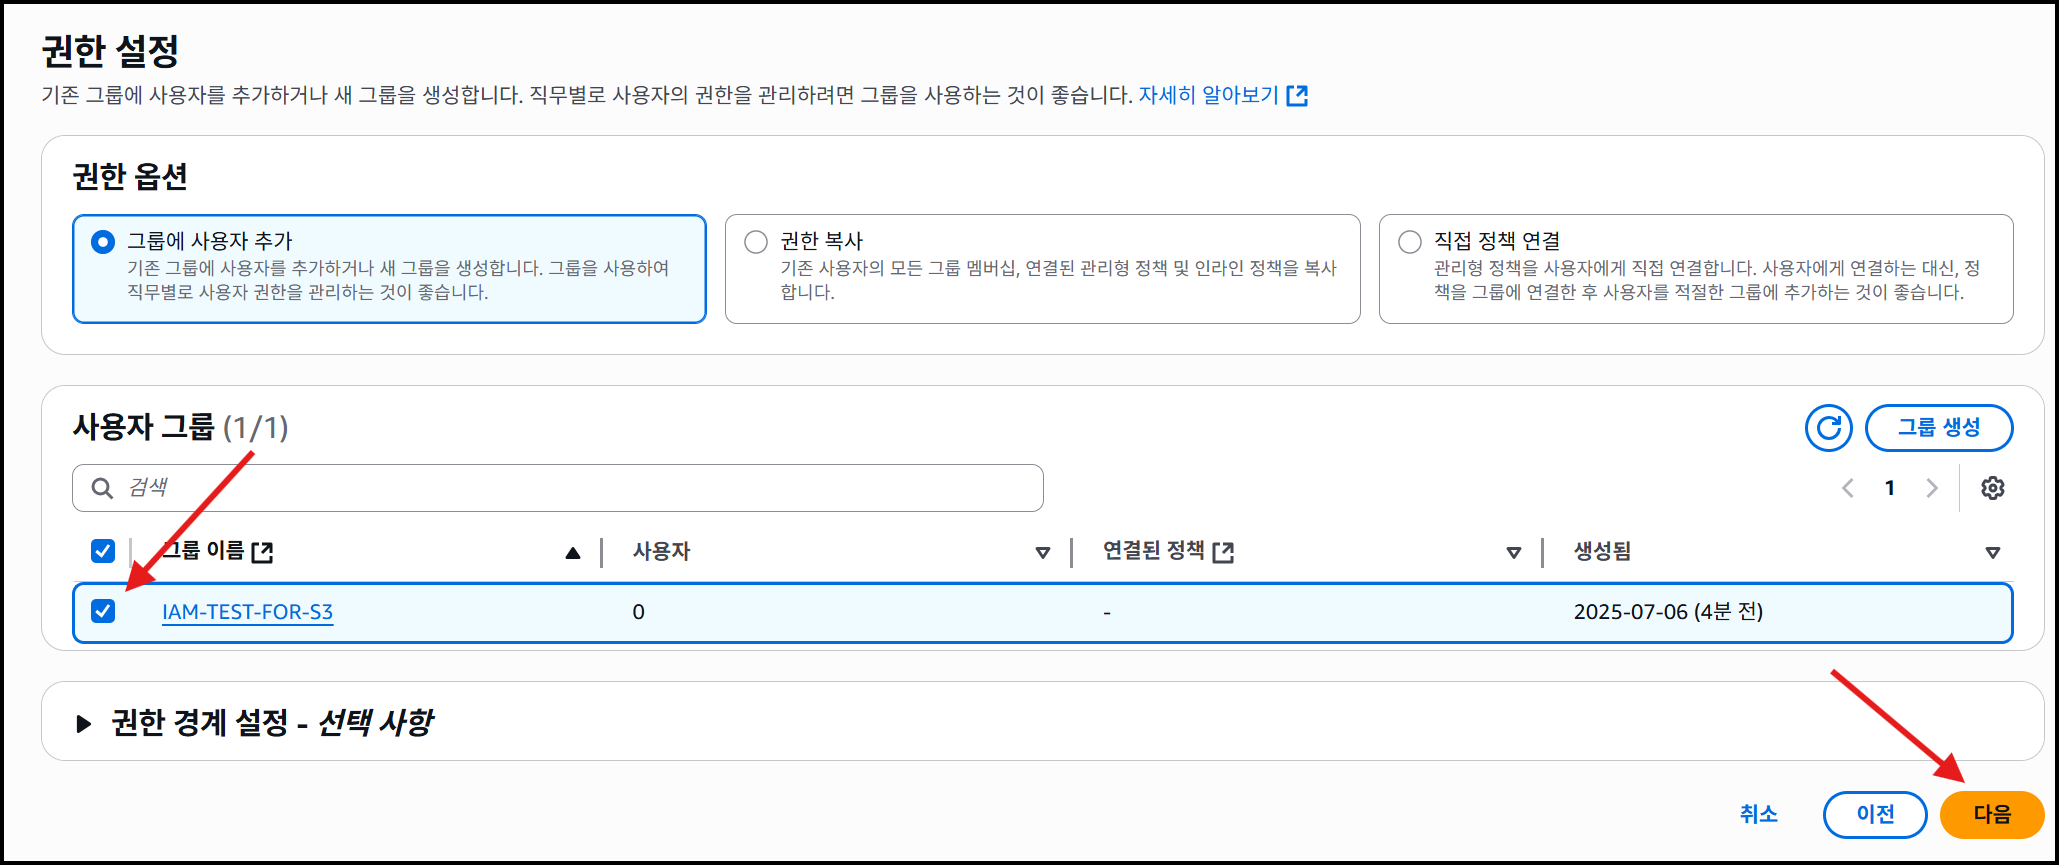 권한 설정
기존 그룹에 사용자를 추가하거나 새 그룹을 생성합니다. 직무별로 사용자의 권한을 관리하려면 그룹을 사용하는 것이 좋습니다. 자세히 알아보기
권한 옵션
그룹에 사용자 추가
기존 그룹에 사용자를 추가하거나 새 그룹을 생성합니다. 그룹을 사용하여
직무별로 사용자 권한을 관리하는 것이 좋습니다.
권한 복사
기존 사용자의 모든 그룹 멤버십, 연결된 관리형 정책 및 인라인 정책을 복사
합니다.
직접 정책 연결
관리형 정책을 사용자에게 직접 연결합니다. 사용자에게 연결하는 대신, 정
책을 그룹에 연결한 후 사용자를 적절한 그룹에 추가하는 것이 좋습니다.
사용자 그룹 (1/1)
그룹 생성
검색
1
그룹 이름 사용자 연결된 정책 생성됨
IAM-TEST-FOR-S3 0 - 2025-07-06 (4분 전)
권한 경계 설정 - 선택 사항
취소 이전 다음